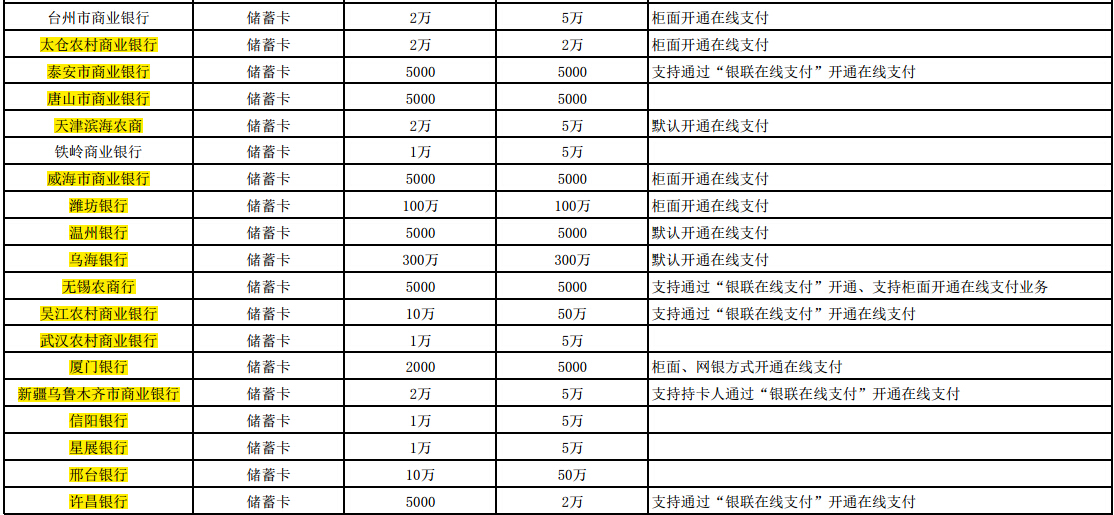 台州市商业银行 储蓄卡 2万 5万 柜面开通在线支付
太仓农村商业银行 储蓄卡 2万 2万 柜面开通在线支付
泰安市商业银行 储蓄卡 5000 5000 支持通过“银联在线支付”开通在线支付
唐山市商业银行 储蓄卡 5000 5000
天津滨海农商 储蓄卡 2万 5万 默认开通在线支付
铁岭商业银行 储蓄卡 1万 5万
威海市商业银行 储蓄卡 5000 5000 柜面开通在线支付
潍坊银行 储蓄卡 100万 100万 柜面开通在线支付
温州银行 储蓄卡 5000 5000 默认开通在线支付
乌海银行 储蓄卡 300万 300万 默认开通在线支付
无锡农商行 储蓄卡 5000 5000 支持通过“银联在线支付”开通、支持柜面开通在线支付业务
吴江农村商业银行 储蓄卡 10万 50万 支持通过“银联在线支付”开通在线支付
武汉农村商业银行 储蓄卡 1万 5万
厦门银行 储蓄卡 2000 5000 柜面、网银方式开通在线支付
新疆乌鲁木齐市商业银行 储蓄卡 2万 5万 支持持卡人通过“银联在线支付”开通在线支付
信阳银行 储蓄卡 1万 5万
星展银行 储蓄卡 1万 5万
邢台银行 储蓄卡 10万 50万
许昌银行 储蓄卡 5000 2万 支持通过“银联在线支付”开通在线支付